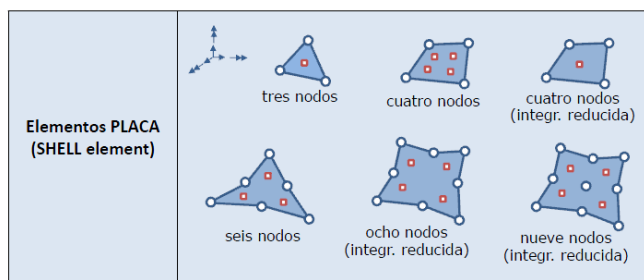 Elementos PLACA
(SHELL element)
tres nodos
cuatro nodos
cuatro nodos
(integr. reducida)
seis nodos
ocho nodos
(integr. reducida)
nueve nodos
(integr. reducida)